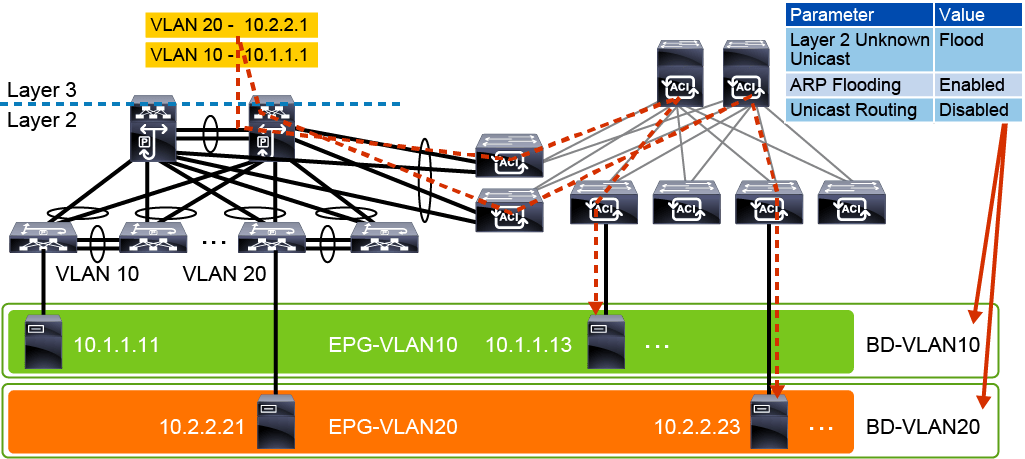 VLAN 20 - 10.2.2.1
VLAN 10 - 10.1.1.1
Parameter Value
Layer 2 Unknown Unicast Flood
ARP Flooding Enabled
Unicast Routing Disabled
Layer 3
Layer 2
P
P
ACI
ACI
ACI
ACI
ACI
ACI
ACI
ACI
...
VLAN 10
VLAN 20
10.1.1.11
EPG-VLAN10
10.1.1.13
...
BD-VLAN10
10.2.2.21
EPG-VLAN20
10.2.2.23
...
BD-VLAN20